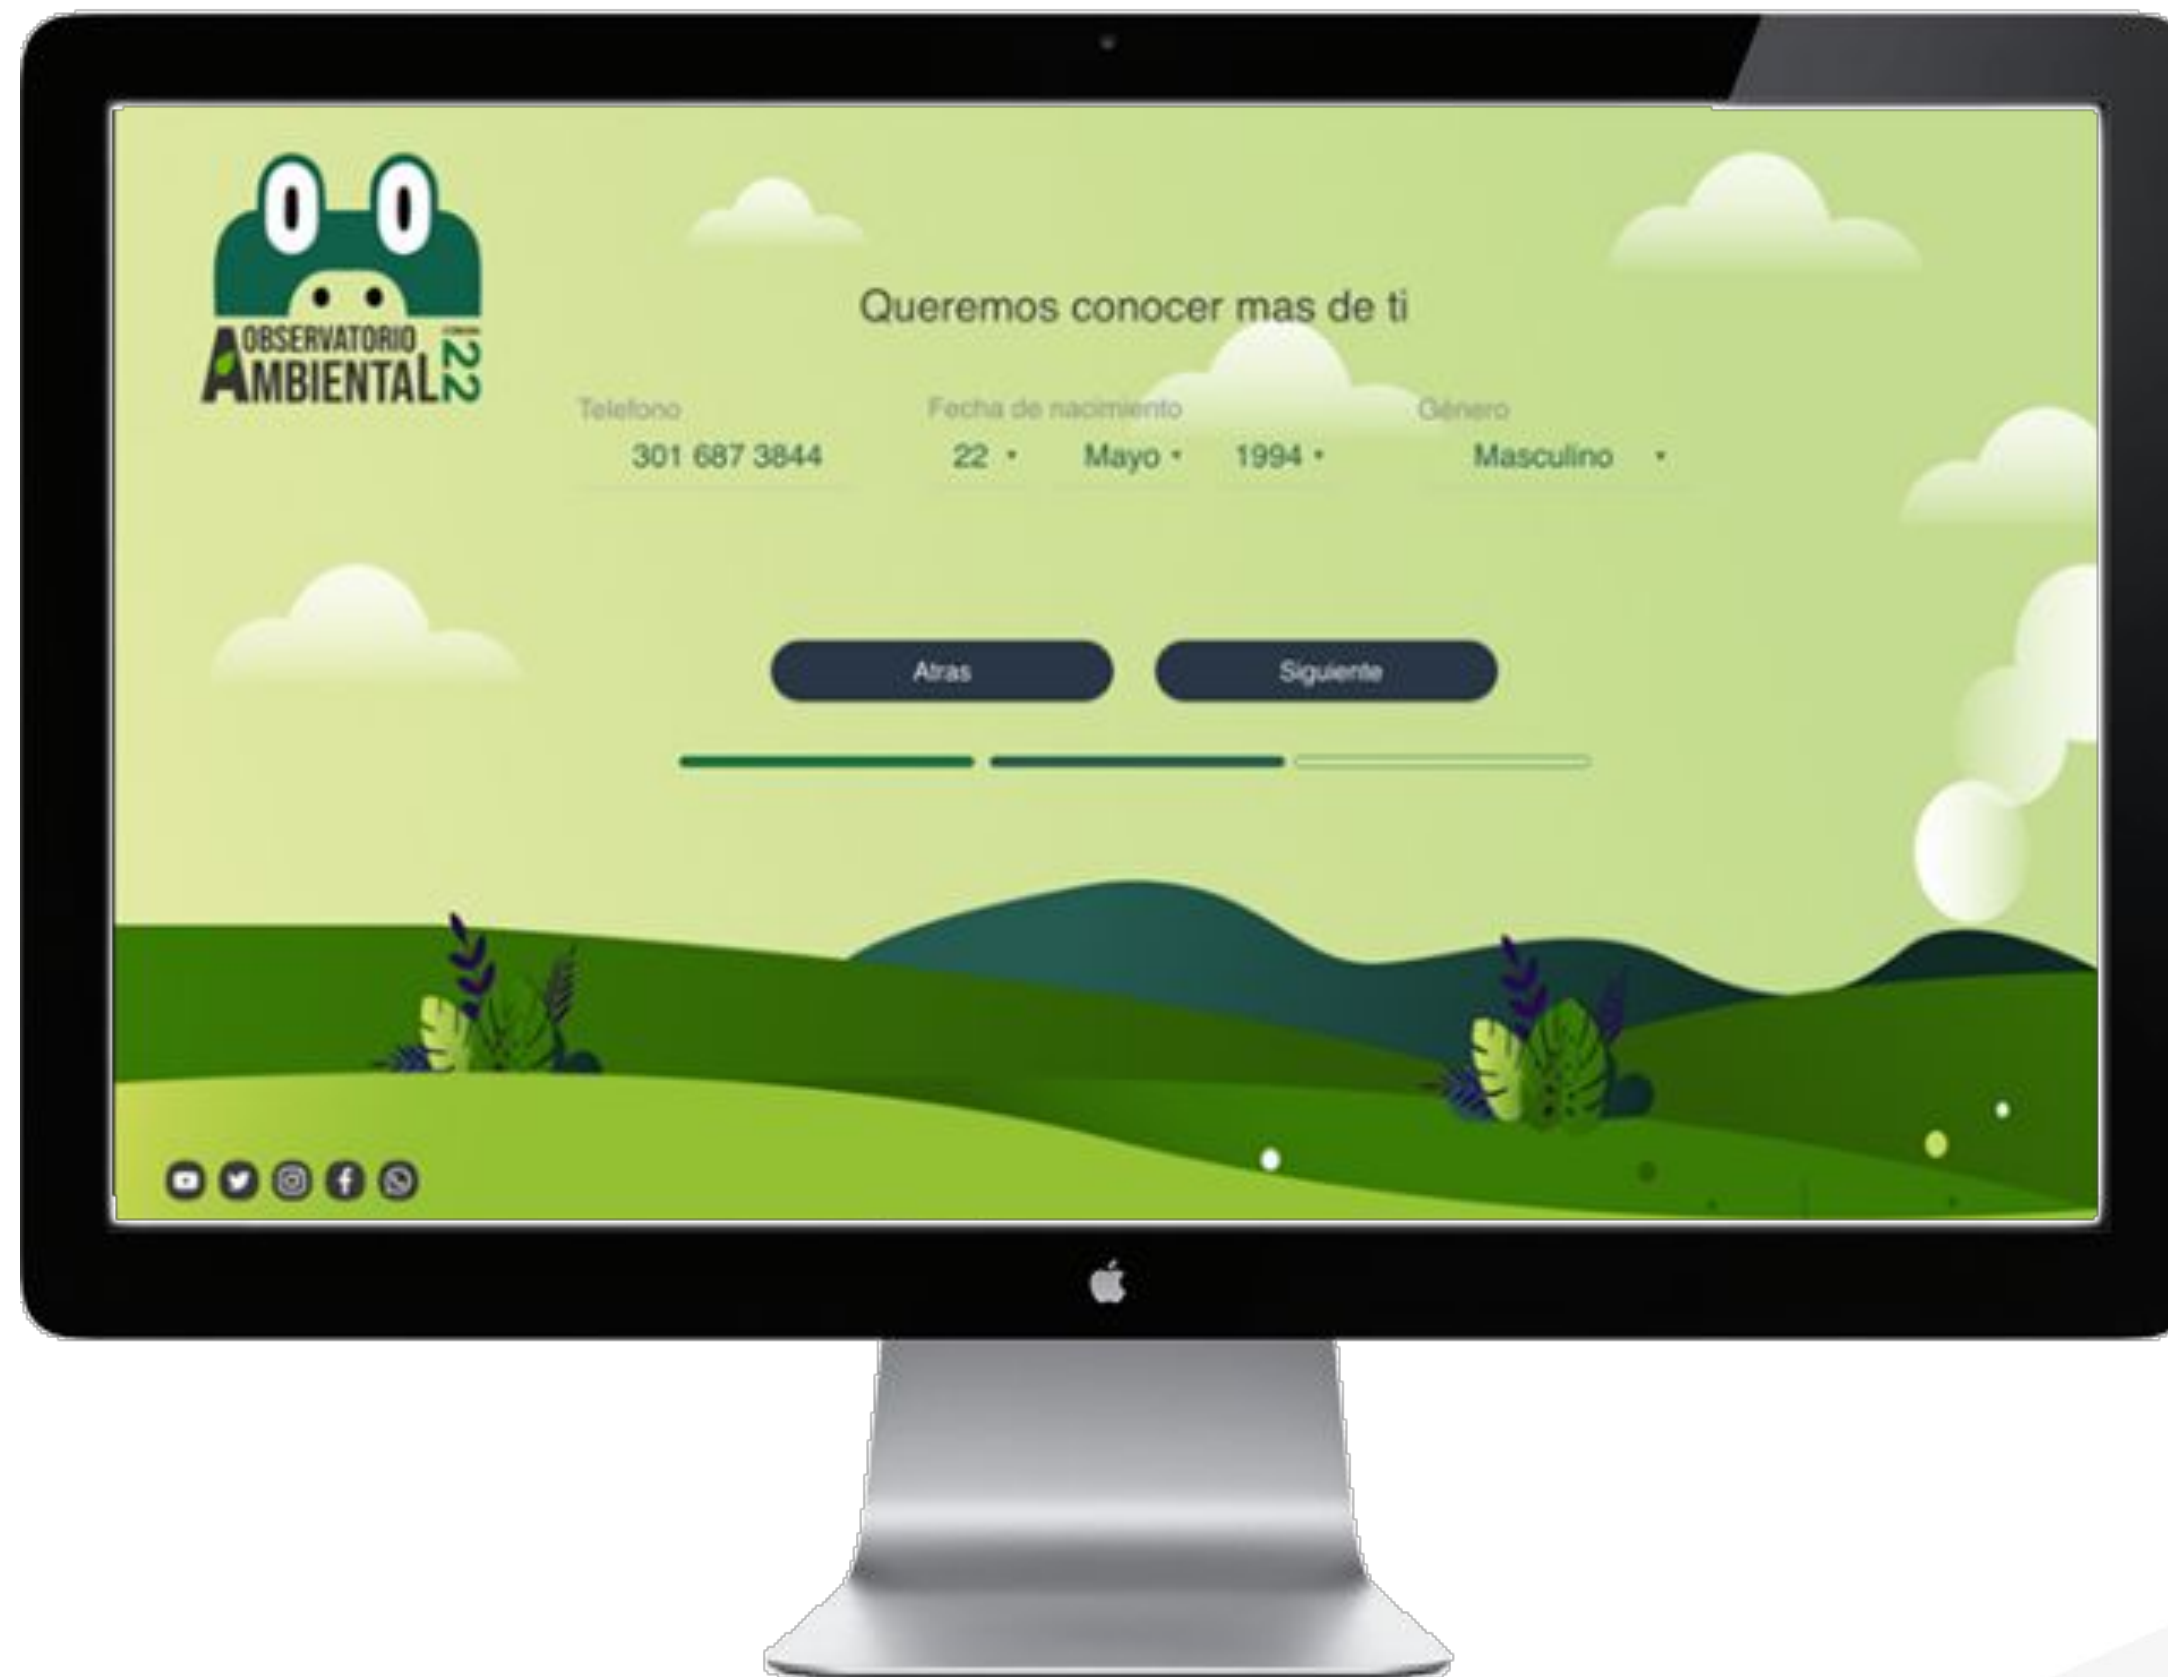 OBSERVATORIO
AMBIENTAL 22
Queremos conocer mas de ti
Telefono Fecha de nacimiento Género
301 687 3844 22 Mayo 1994 Masculino
Atras Siguiente